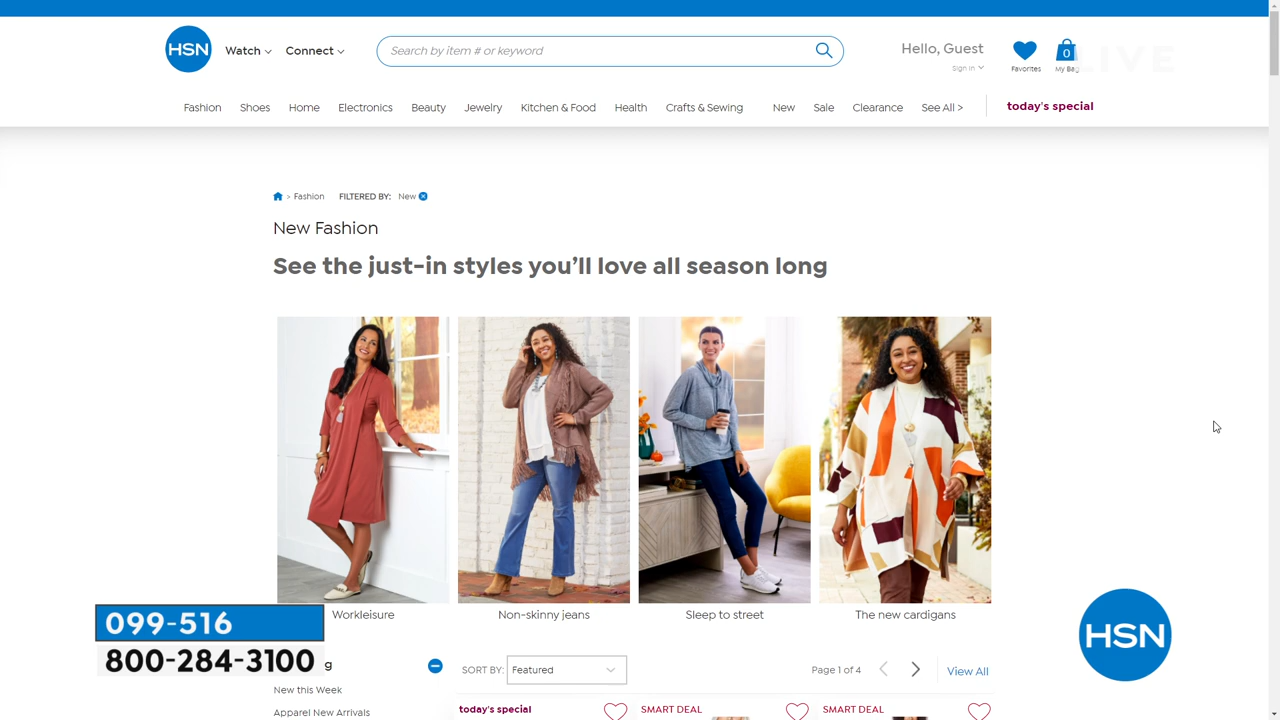 HSN
Watch
Connect
Search by item # or keyword
Hello, Guest
Sign In
Favorites
0
My Bag
LIVE
Fashion
Shoes
Home
Electronics
Beauty
Jewelry
Kitchen & Food
Health
Crafts & Sewing
New
Sale
Clearance
See All >
today's special
> Fashion
FILTERED BY: New
New Fashion
See the just-in styles you'll love all season long
Workleisure
Non-skinny jeans
Sleep to street
The new cardigans
099-516
800-284-3100
HSN
SORT BY: Featured
Page 1 of 4
View All
New this Week
Apparel New Arrivals
today's special
SMART DEAL
SMART DEAL